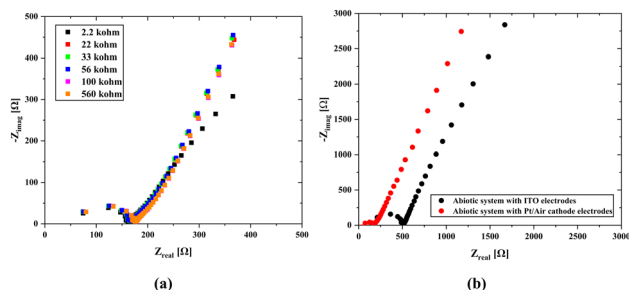 500
400
300
200
100
0
-Z_imag [Ω]
2.2 kohm
22 kohm
33 kohm
56 kohm
100 kohm
560 kohm
0 100 200 300 400 500
Z_real [Ω]
(a)
3000
2500
2000
1500
1000
500
0
-Z_imag [Ω]
Abiotic system with ITO electrodes
Abiotic system with Pt/Air cathode electrodes
0 500 1000 1500 2000 2500 3000
Z_real [Ω]
(b)